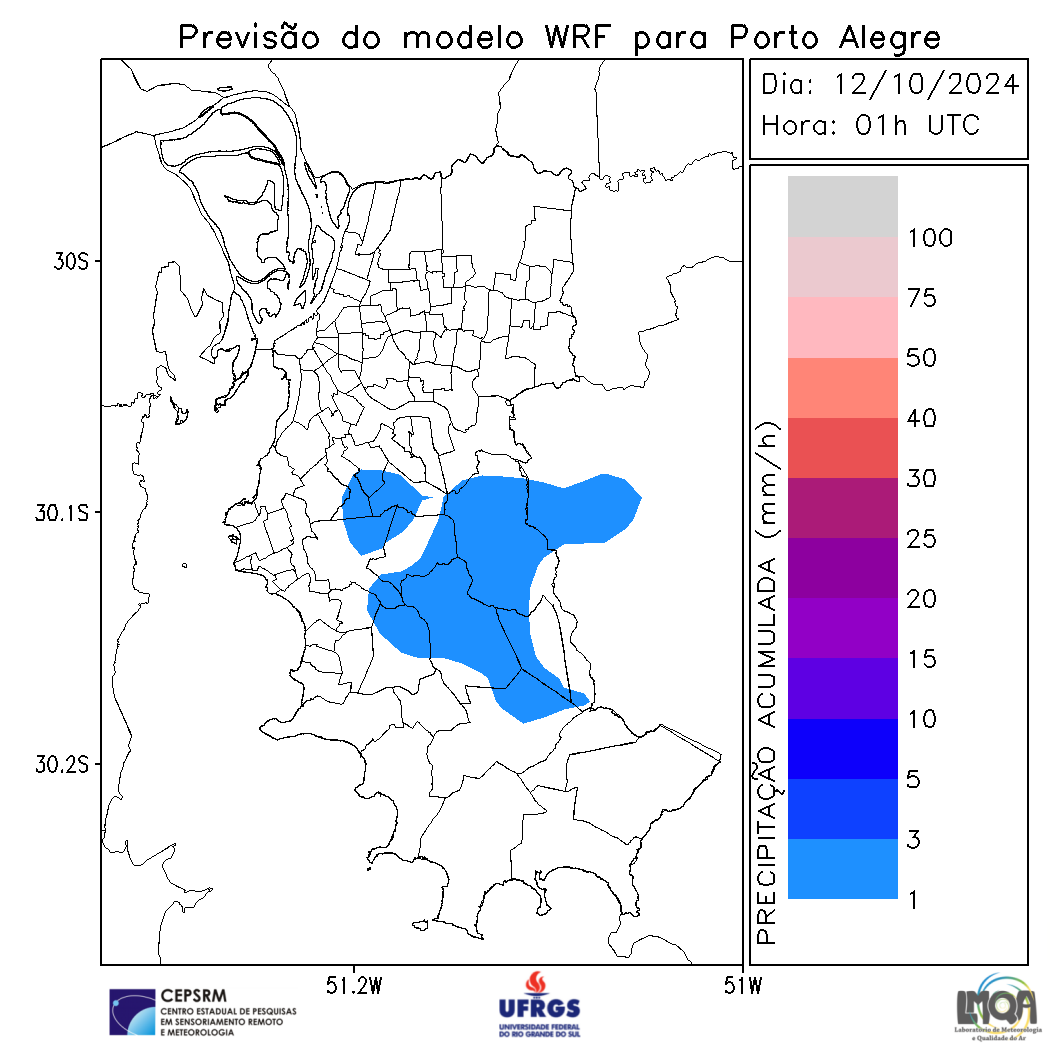 Previsão do modelo WRF para Porto Alegre
Dia: 12/10/2024
Hora: 01h UTC
30S
30.1S
30.2S
51.2W
51W
PRECIPITAÇÃO ACUMULADA (mm/h)
100
75
50
40
30
25
20
15
10
5
3
1
CEPSRM
CENTRO ESTADUAL DE PESQUISAS
EM SENSORIAMENTO REMOTO
E METEOROLOGIA
UFRGS
UNIVERSIDADE FEDERAL
DO RIO GRANDE DO SUL
LMQA
Laboratório de Meteorologia
e Qualidade do Ar